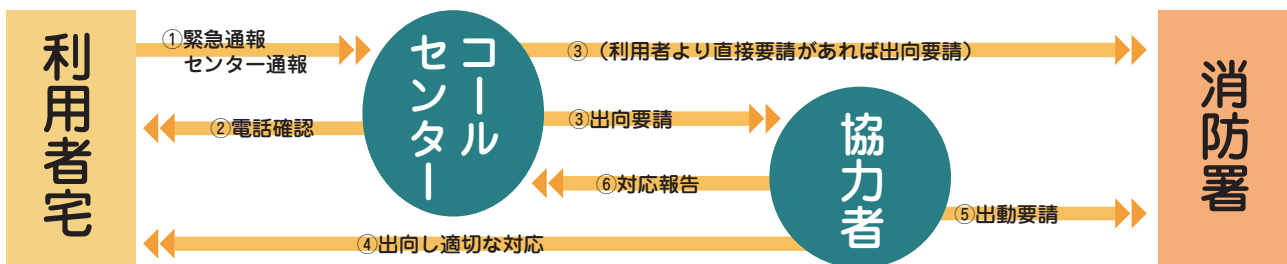 利用者宅
①緊急通報
センター通報
②電話確認
コール
センター
③（利用者より直接要請があれば出向要請）
③出向要請
⑥対応報告
④出向し適切な対応
協力者
⑤出動要請
消防署